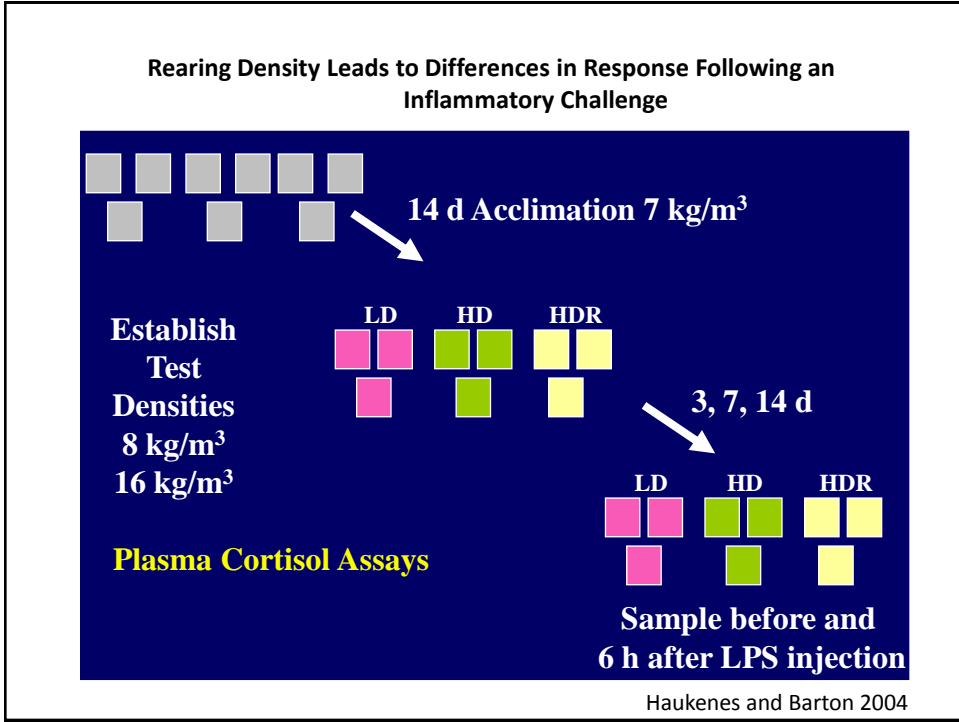 Rearing Density Leads to Differences in Response Following an
Inflammatory Challenge
14 d Acclimation 7 kg/m³
Establish
Test
Densities
8 kg/m³
16 kg/m³
LD HD HDR
3, 7, 14 d
LD HD HDR
Plasma Cortisol Assays
Sample before and
6 h after LPS injection
Haukenes and Barton 2004